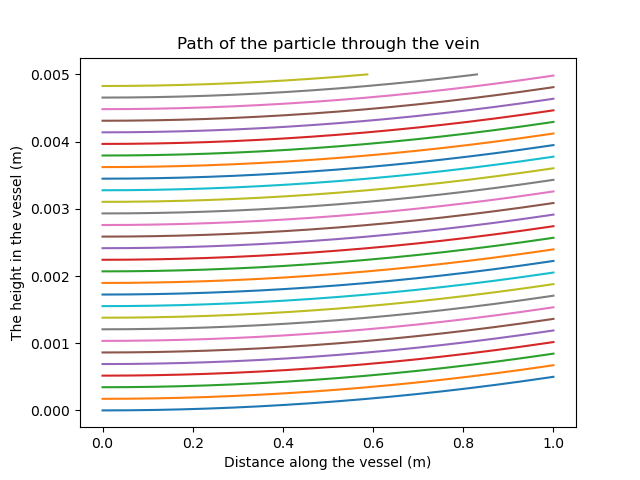 Path of the particle through the vein
0.005
0.004
0.003
0.002
0.001
0.000
The height in the vessel (m)
0.0 0.2 0.4 0.6 0.8 1.0
Distance along the vessel (m)